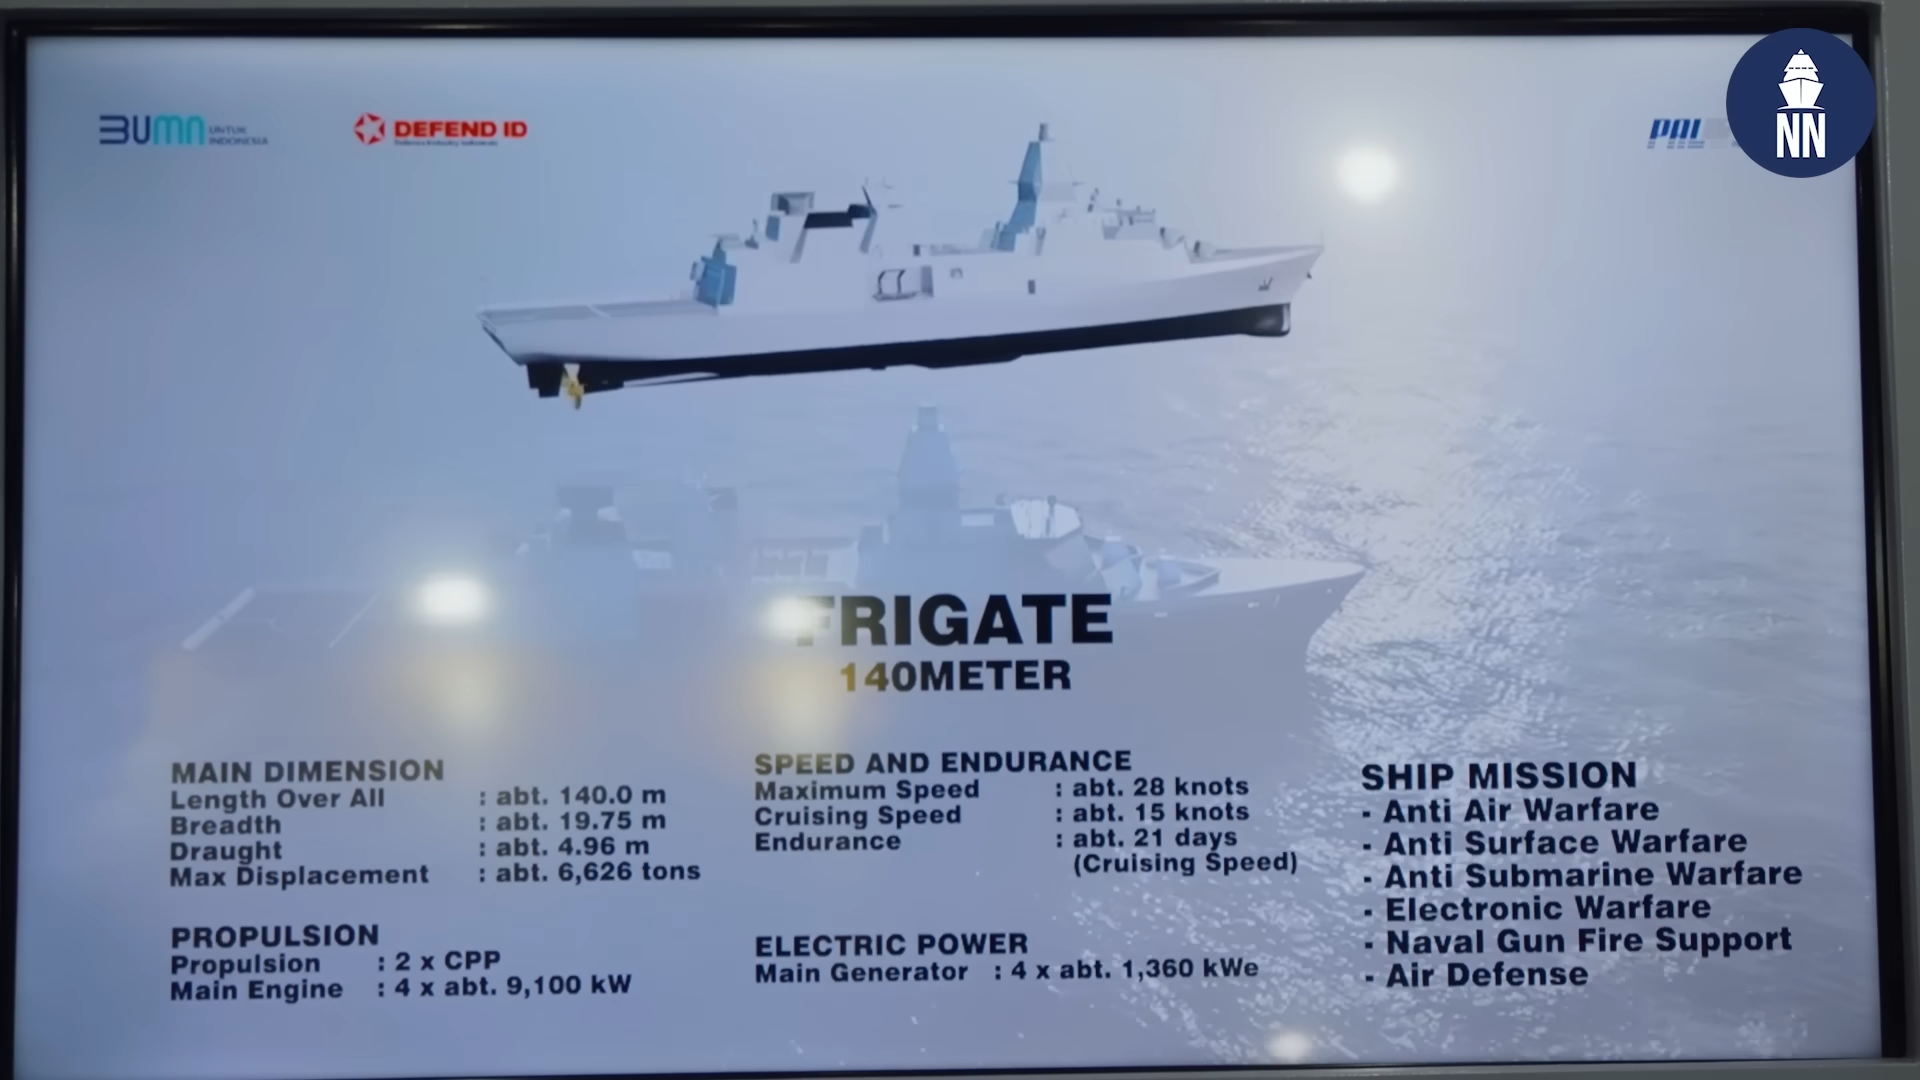 BUMN UNTUK INDONESIA
DEFEND ID
PAL
NN
FRIGATE
140METER
MAIN DIMENSION
Length Over All : abt. 140.0 m
Breadth : abt. 19.75 m
Draught : abt. 4.96 m
Max Displacement : abt. 6,626 tons
PROPULSION
Propulsion : 2 x CPP
Main Engine : 4 x abt. 9,100 kW
SPEED AND ENDURANCE
Maximum Speed : abt. 28 knots
Cruising Speed : abt. 15 knots
Endurance : abt. 21 days
(Cruising Speed)
ELECTRIC POWER
Main Generator : 4 x abt. 1,360 kWe
SHIP MISSION
- Anti Air Warfare
- Anti Surface Warfare
- Anti Submarine Warfare
- Electronic Warfare
- Naval Gun Fire Support
- Air Defense